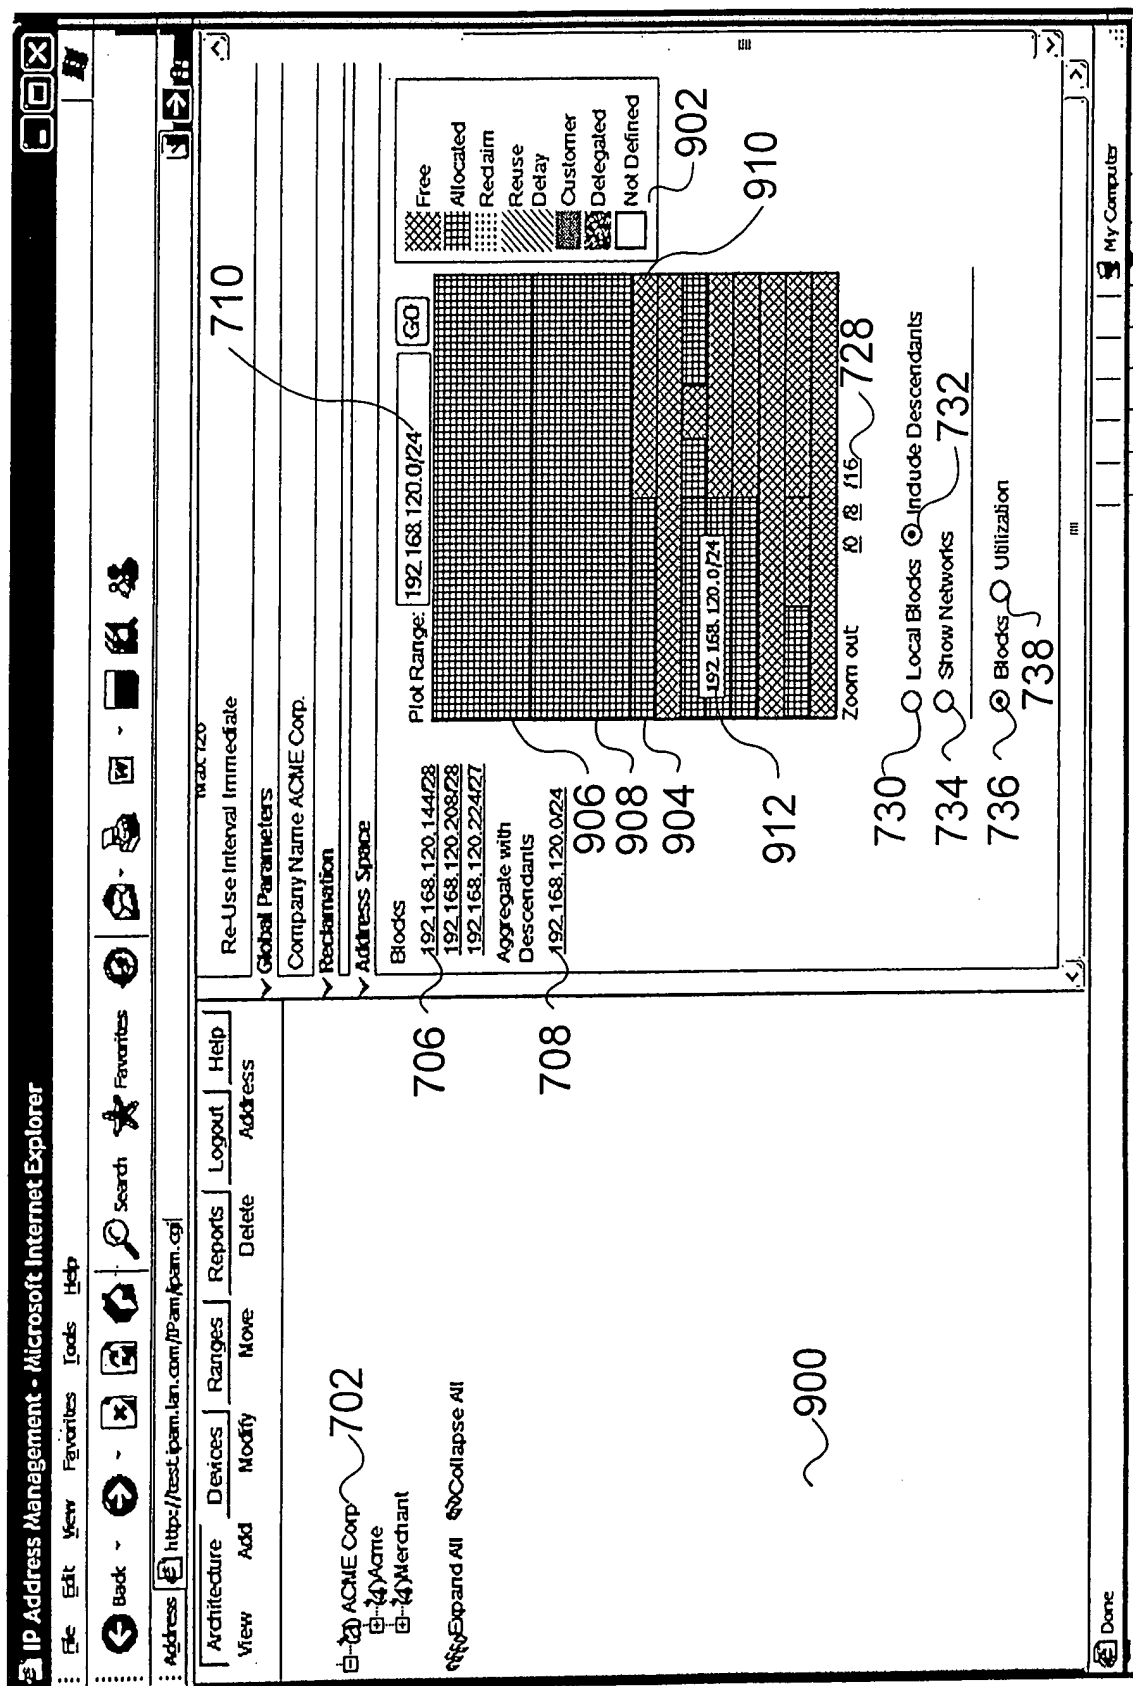 IP Address Management - Microsoft Internet Explorer
File Edit View Favorites Tools Help
Back Search Favorites
Address http://test.ipam.lan.com/IPam/ipam.cgi
Architecture Devices Ranges Reports Logout Help
View Add Modify Move Delete Address
ACME Corp 702
(4)Acme
(4)Merchant
Expand All Collapse All
900
Re-Use Interval Immediate
Global Parameters
Company Name ACME Corp.
Reclamation
Address Space
710
Blocks
192.168.120.144/28
192.168.120.208/28
192.168.120.224/27
706
Aggregate with
Descendants
192.168.120.0/24
708
Plot Range: 192.168.120.0/24 GO
Free
Allocated
Reclaim
Reuse
Delay
Customer
Delegated
Not Defined
902
910
906
908
904
912
192.168.120.0/24
Zoom out /0 /8 /16
728
730
Local Blocks Include Descendants
732
734
Show Networks
736
Blocks Utilization
738
Done My Computer